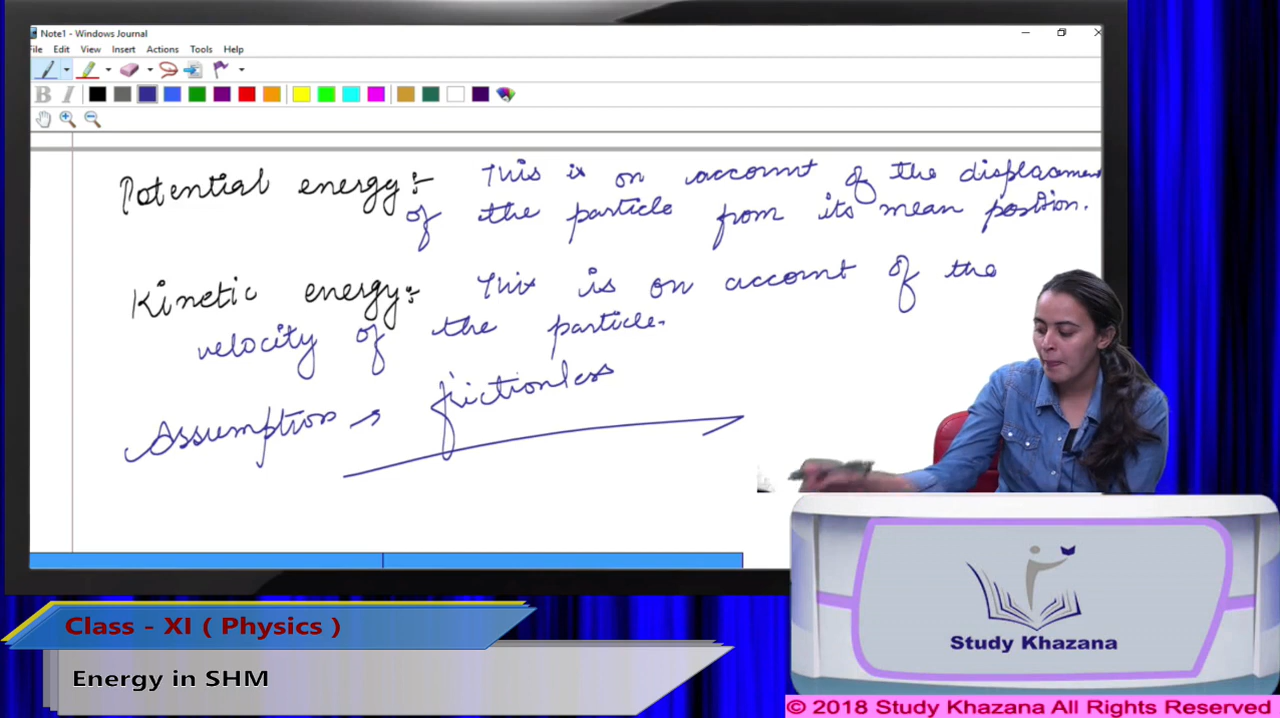 Note1 - Windows Journal
File Edit View Insert Actions Tools Help
B I
Potential energy :- This is on account of the displacement
of the particle from its mean position.
Kinetic energy :- This is on account of the
velocity of the particle.
Assumption → frictionless
Study Khazana
Class - XI ( Physics )
Energy in SHM
© 2018 Study Khazana All Rights Reserved